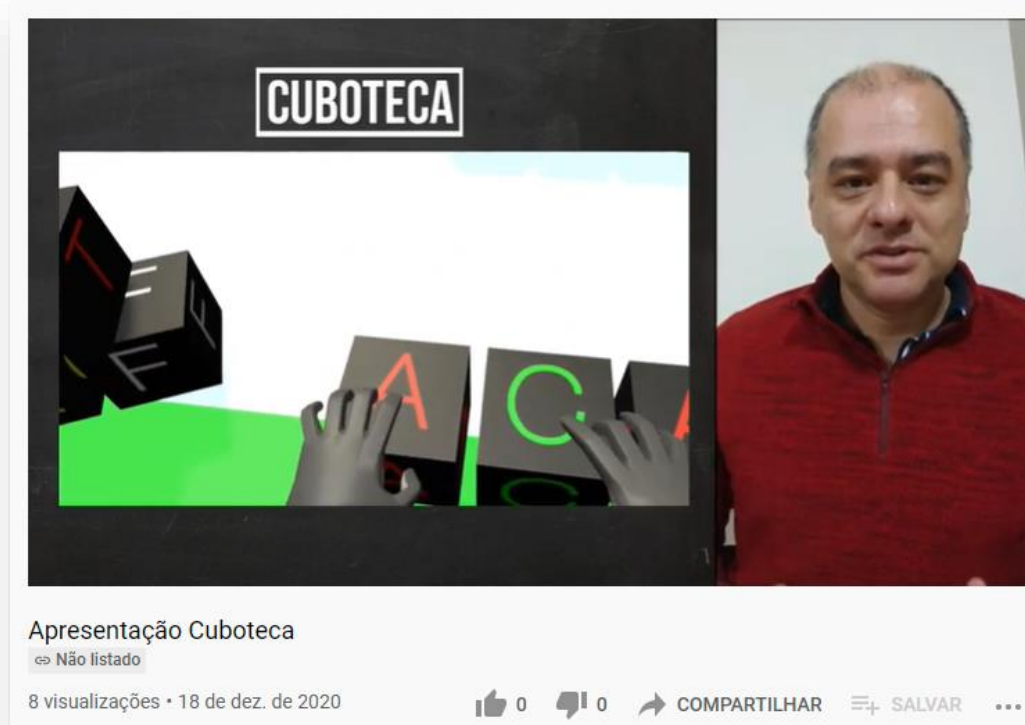 CUBOTECA
T
F
F
F
A
C
C
Apresentação Cuboteca
Não listado
8 visualizações • 18 de dez. de 2020
0 0 COMPARTILHAR SALVAR ...